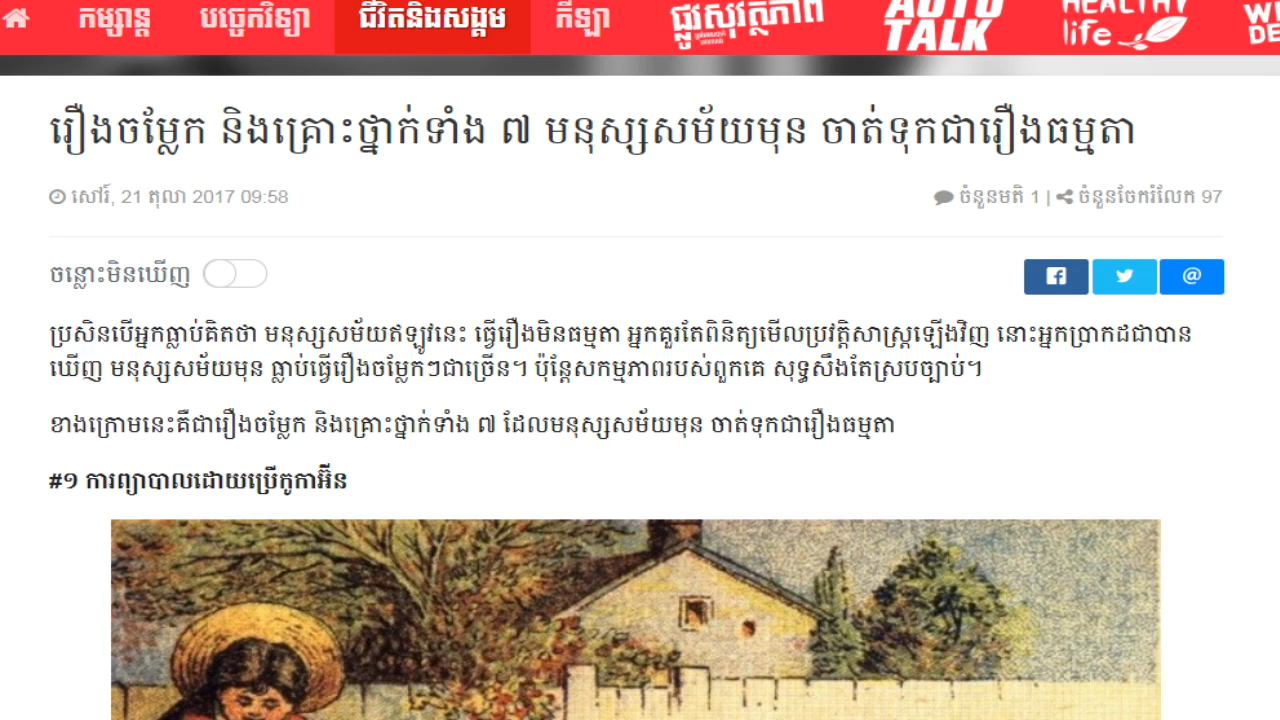 កម្សាន្ត បច្ចេកវិទ្យា ជីវិតនិងសង្គម កីឡា ផ្លូវសុវត្ថភាព AUTO TALK HEALTHY life
រឿងចម្លែក និងគ្រោះថ្នាក់ទាំង ៧ មនុស្សសម័យមុន ចាត់ទុកជារឿងធម្មតា
សៅរ៍, 21 តុលា 2017 09:58 ចំនួនមតិ 1 | ចំនួនចែករំលែក 97
ចន្លោះមិនឃើញ
ប្រសិនបើអ្នកធ្លាប់គិតថា មនុស្សសម័យឥឡូវនេះ ធ្វើរឿងមិនធម្មតា អ្នកគួរតែពិនិត្យមើលប្រវត្តិសាស្ត្រឡើងវិញ នោះអ្នកប្រាកដជាបាន
ឃើញ មនុស្សសម័យមុន ធ្លាប់ធ្វើរឿងចម្លែកៗជាច្រើន។ ប៉ុន្តែសកម្មភាពរបស់ពួកគេ សុទ្ធសឹងតែស្របច្បាប់។
ខាងក្រោមនេះគឺជារឿងចម្លែក និងគ្រោះថ្នាក់ទាំង ៧ ដែលមនុស្សសម័យមុន ចាត់ទុកជារឿងធម្មតា
#១ ការព្យាបាលដោយប្រើកូកាអ៊ីន